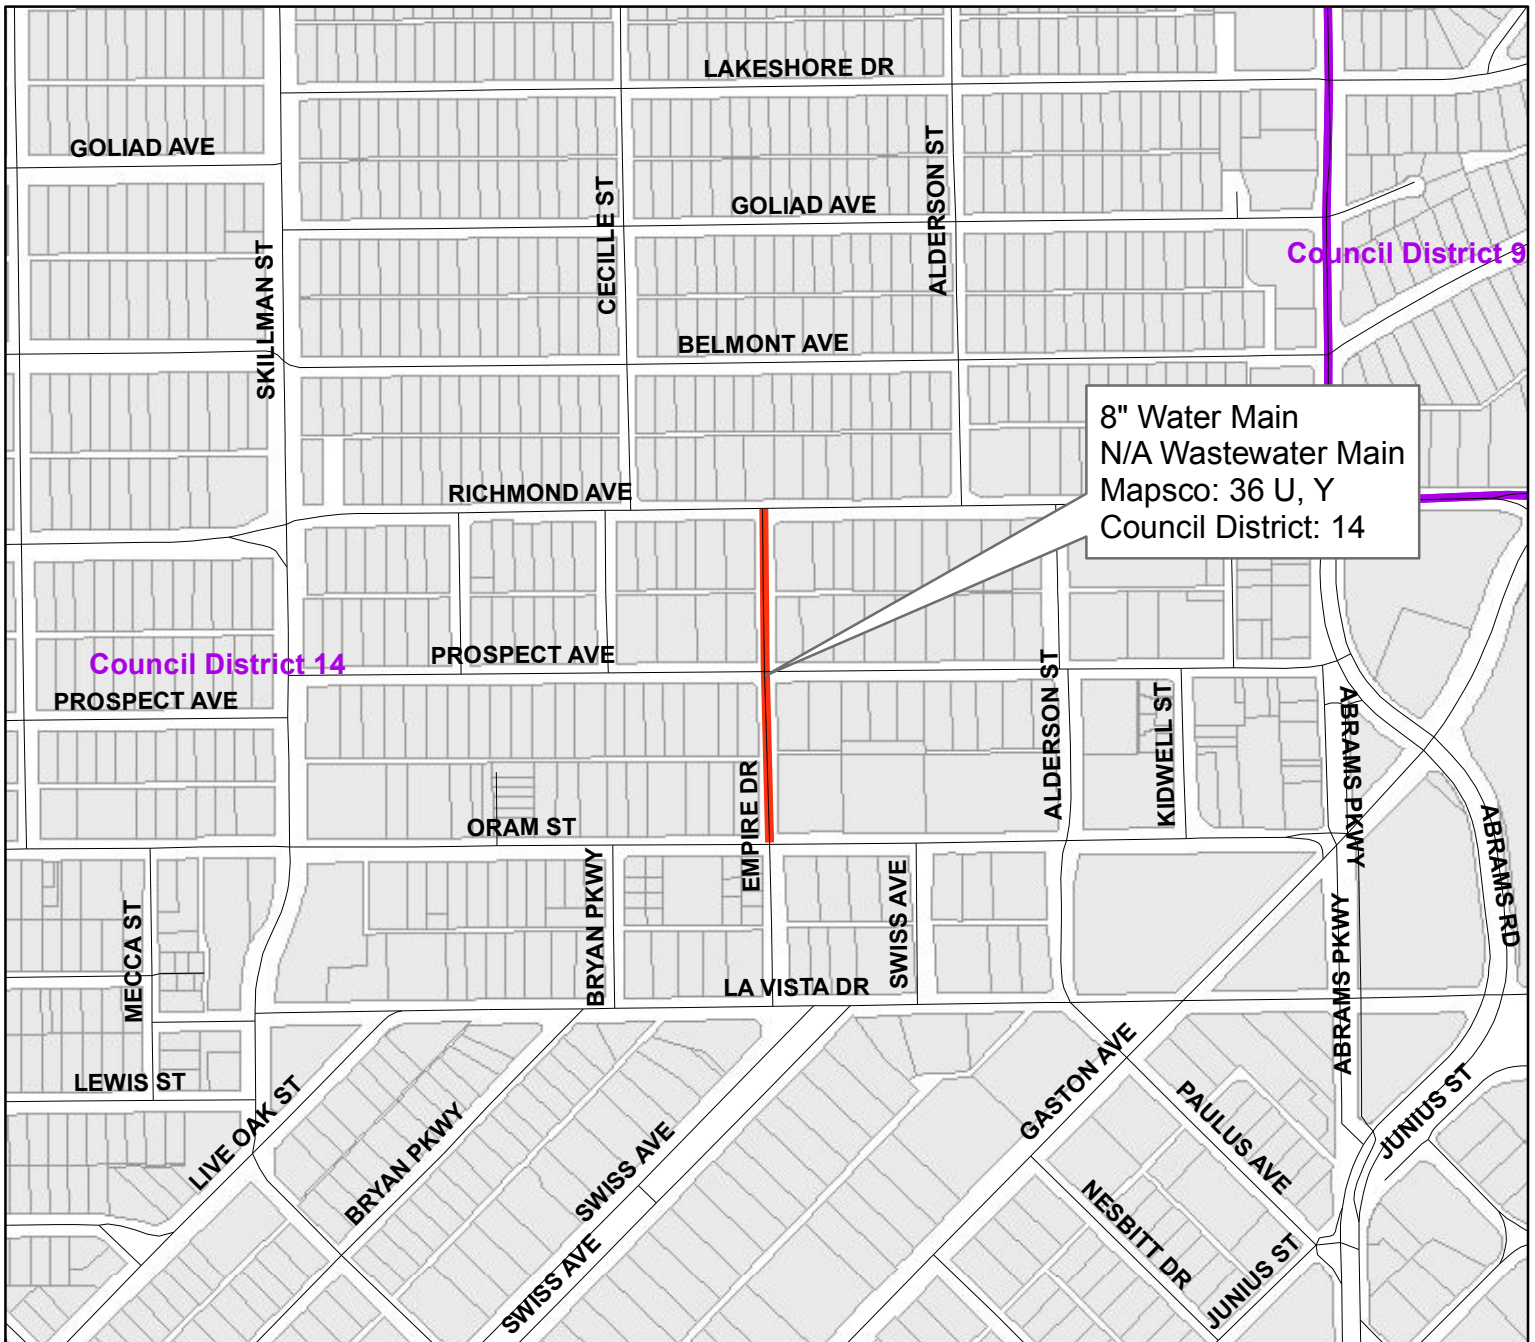 LAKESHORE DR
GOLIAD AVE
ALDERSON ST
CECILLE ST
GOLIAD AVE
SKILLMAN ST
Council District 9
BELMONT AVE
8" Water Main
N/A Wastewater Main
Mapsco: 36 U, Y
Council District: 14
RICHMOND AVE
PROSPECT AVE
Council District 14
PROSPECT AVE
ALDERSON ST
KIDWELL ST
ABRAMS PKWY
EMPIRE DR
ORAM ST
ABRAMS RD
BRYAN PKWY
SWISS AVE
MECCA ST
ABRAMS PKWY
LA VISTA DR
LEWIS ST
LIVE OAK ST
BRYAN PKWY
SWISS AVE
GASTON AVE
PAULUS AVE
JUNIUS ST
NESBITT DR
SWISS AVE
JUNIUS ST